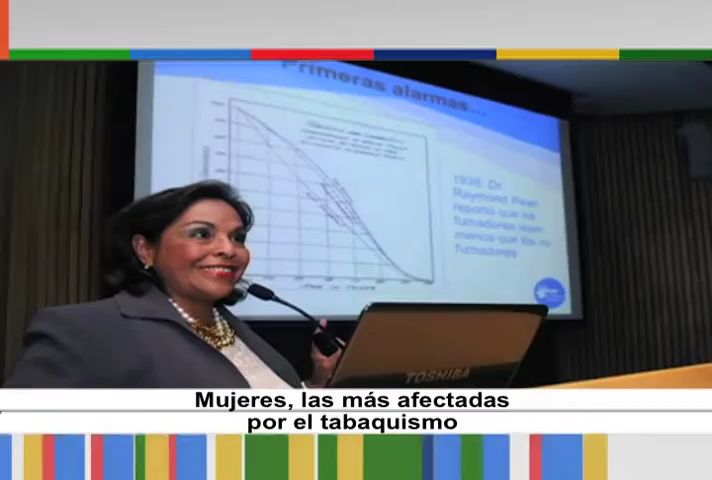 Primeras alarmas...
1938: Dr.
Raymond Pearl
reportó que los
fumadores viven
menos que los no
fumadores
TOSHIBA
Mujeres, las más afectadas
por el tabaquismo